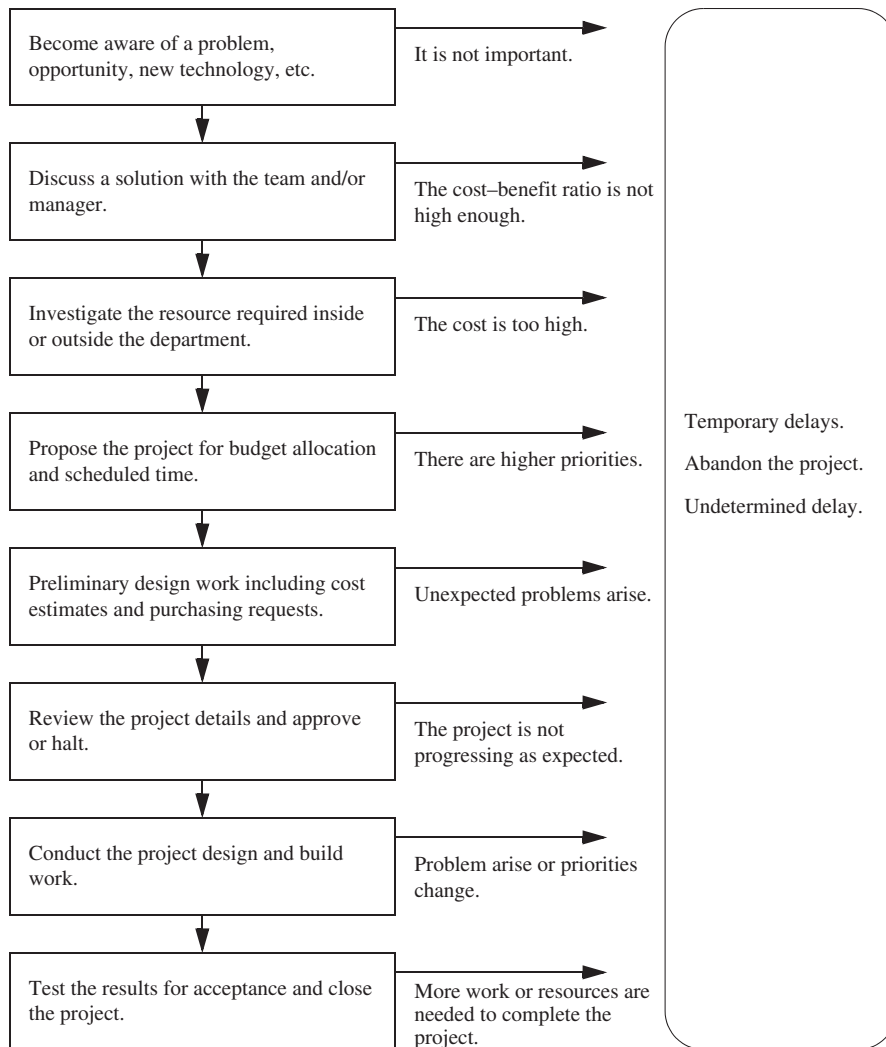 Become aware of a problem,
opportunity, new technology, etc.
It is not important.
Discuss a solution with the team and/or
manager.
The cost–benefit ratio is not
high enough.
Investigate the resource required inside
or outside the department.
The cost is too high.
Propose the project for budget allocation
and scheduled time.
There are higher priorities.
Preliminary design work including cost
estimates and purchasing requests.
Unexpected problems arise.
Review the project details and approve
or halt.
The project is not
progressing as expected.
Conduct the project design and build
work.
Problem arise or priorities
change.
Test the results for acceptance and close
the project.
More work or resources are
needed to complete the
project.
Temporary delays.
Abandon the project.
Undetermined delay.